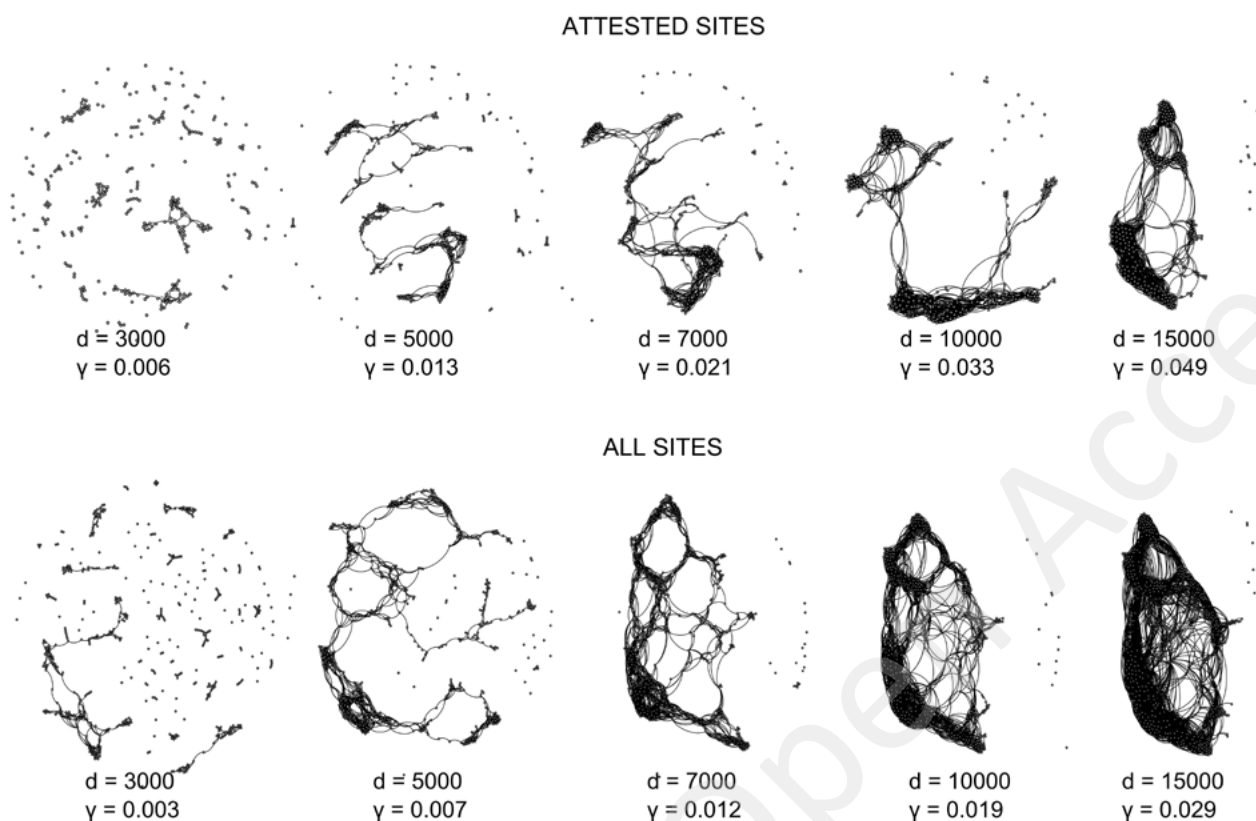 ATTESTED SITES
d = 3000 d = 5000 d = 7000 d = 10000 d = 15000
γ = 0.006 γ = 0.013 γ = 0.021 γ = 0.033 γ = 0.049
ALL SITES
d = 3000 d = 5000 d = 7000 d = 10000 d = 15000
γ = 0.003 γ = 0.007 γ = 0.012 γ = 0.019 γ = 0.029